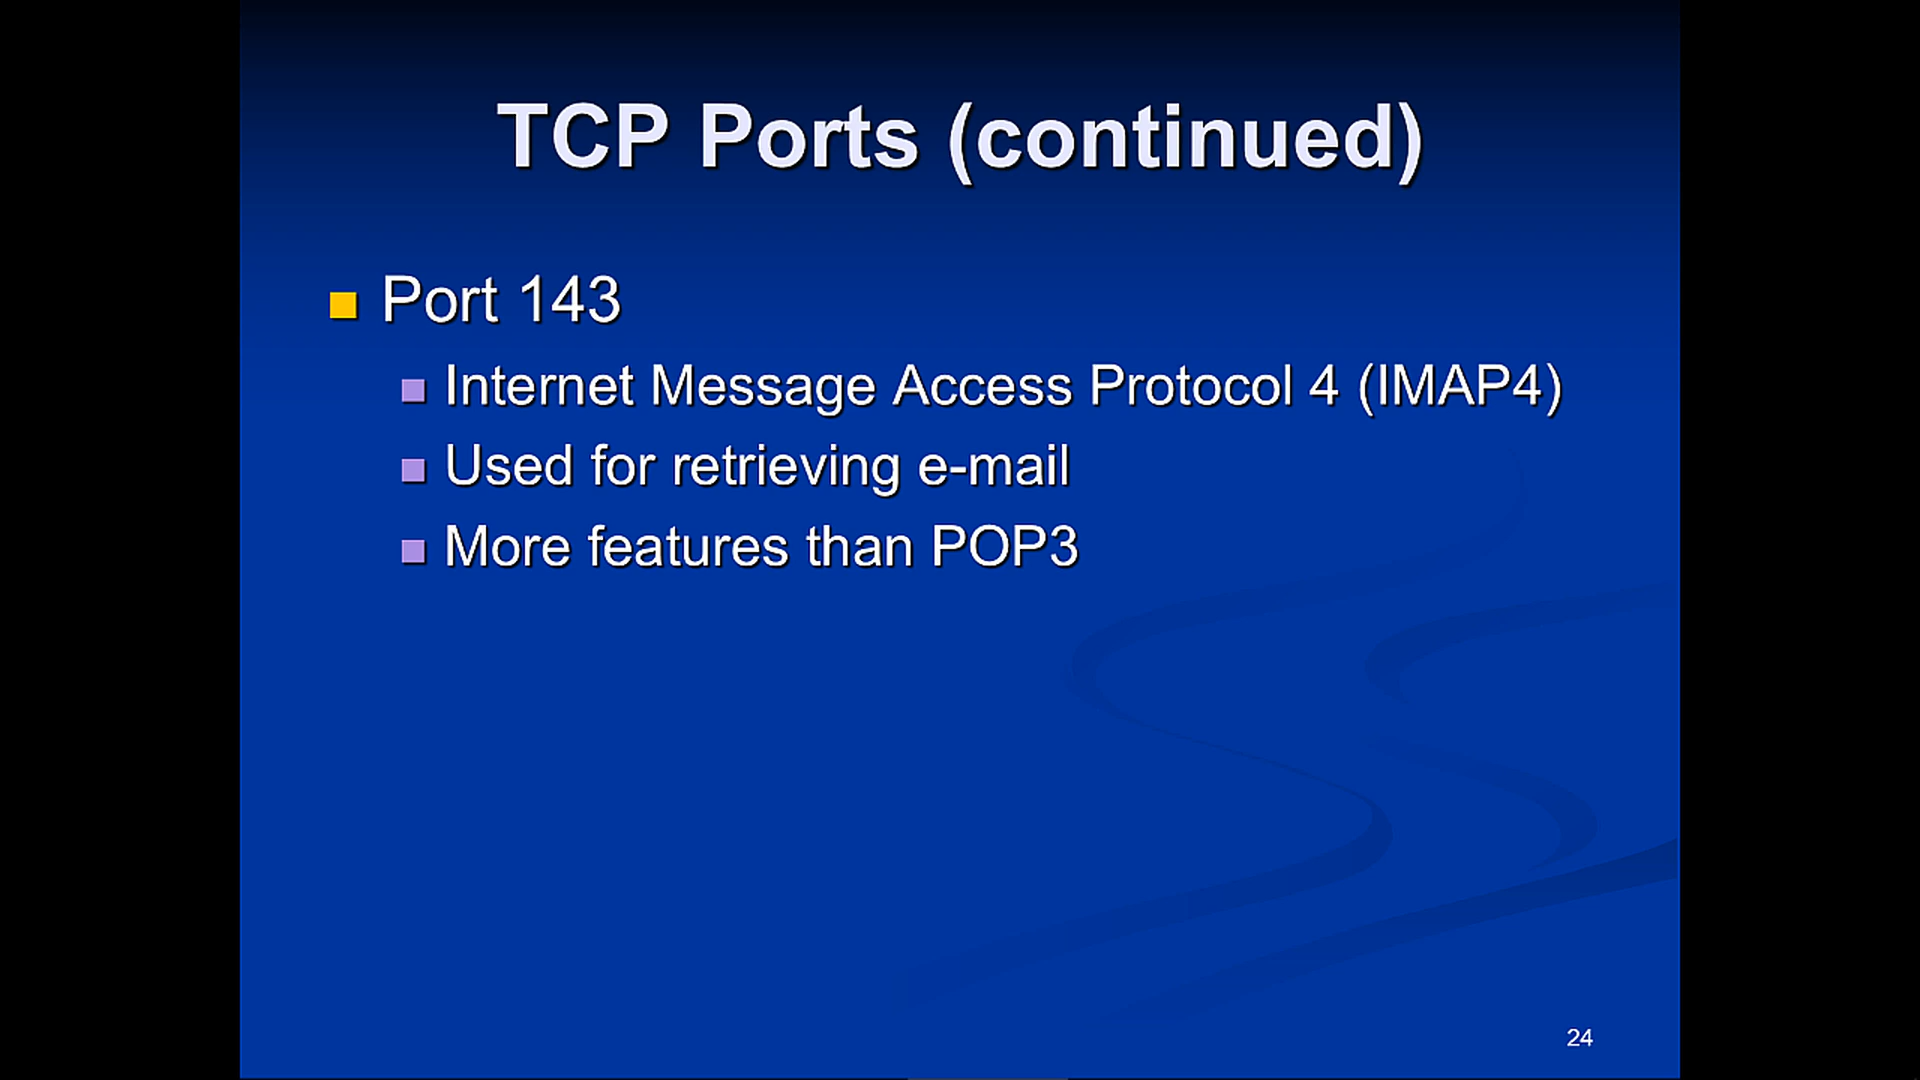 TCP Ports (continued)
Port 143
Internet Message Access Protocol 4 (IMAP4)
Used for retrieving e-mail
More features than POP3
24